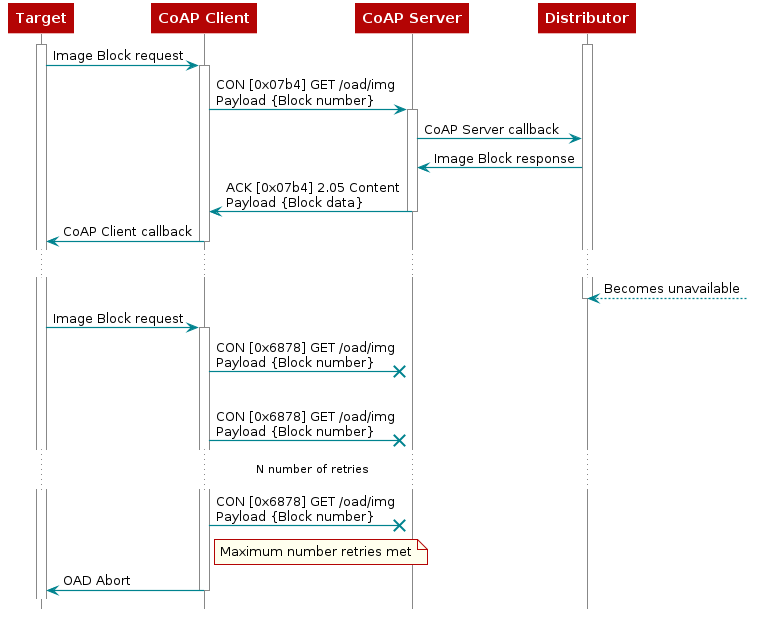 Target
CoAP Client
CoAP Server
Distributor
Image Block request
CON [0x07b4] GET /oad/img
Payload {Block number}
CoAP Server callback
Image Block response
ACK [0x07b4] 2.05 Content
Payload {Block data}
CoAP Client callback
Becomes unavailable
Image Block request
CON [0x6878] GET /oad/img
Payload {Block number}
CON [0x6878] GET /oad/img
Payload {Block number}
N number of retries
CON [0x6878] GET /oad/img
Payload {Block number}
Maximum number retries met
OAD Abort